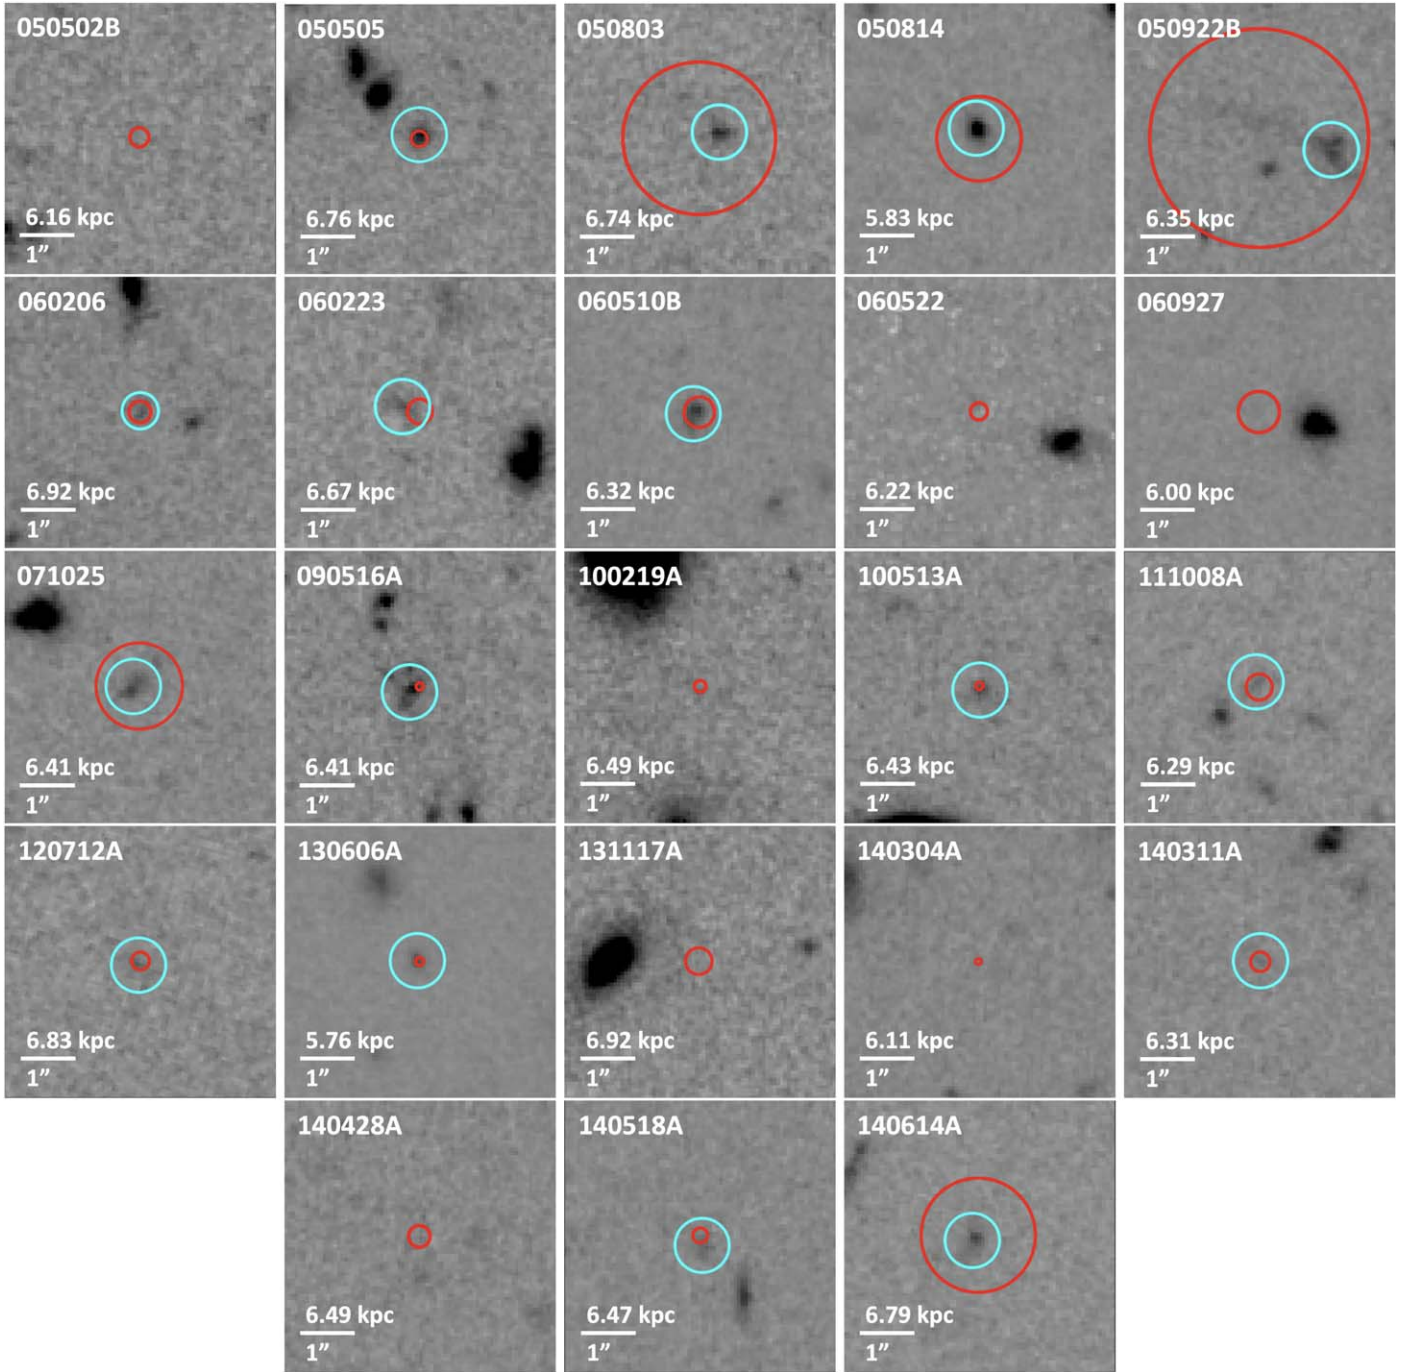 050502B
6.16 kpc
1”
050505
6.76 kpc
1”
050803
6.74 kpc
1”
050814
5.83 kpc
1”
050922B
6.35 kpc
1”
060206
6.92 kpc
1”
060223
6.67 kpc
1”
060510B
6.32 kpc
1”
060522
6.22 kpc
1”
060927
6.00 kpc
1”
071025
6.41 kpc
1”
090516A
6.41 kpc
1”
100219A
6.49 kpc
1”
100513A
6.43 kpc
1”
111008A
6.29 kpc
1”
120712A
6.83 kpc
1”
130606A
5.76 kpc
1”
131117A
6.92 kpc
1”
140304A
6.11 kpc
1”
140311A
6.31 kpc
1”
140428A
6.49 kpc
1”
140518A
6.47 kpc
1”
140614A
6.79 kpc
1”